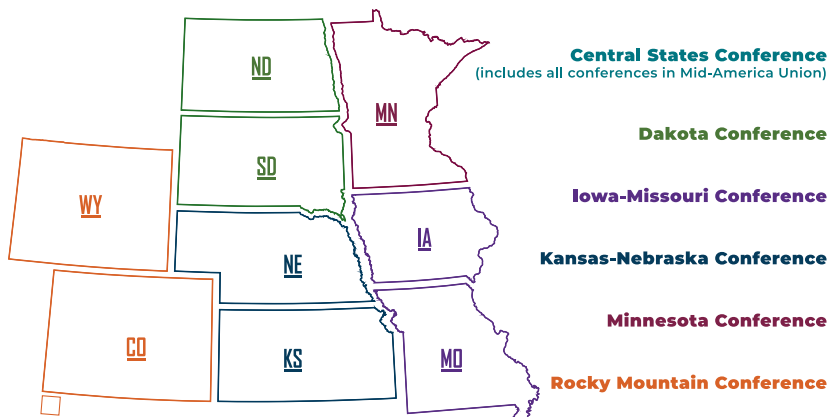 ND
MN
SD
WY
IA
NE
CO
KS
MO
Central States Conference
(includes all conferences in Mid-America Union)
Dakota Conference
Iowa-Missouri Conference
Kansas-Nebraska Conference
Minnesota Conference
Rocky Mountain Conference